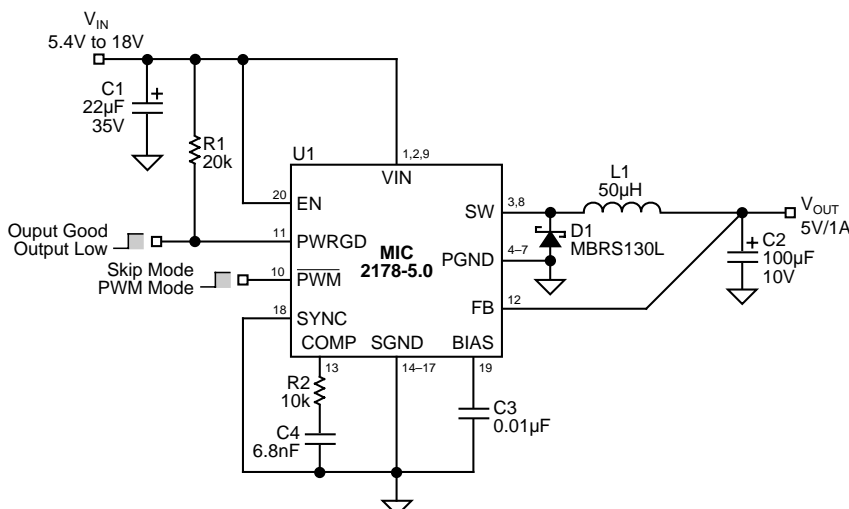 VIN
5.4V to 18V
C1
22µF
35V
R1
20k
U1
1,2,9
VIN
20
EN
Ouput Good
Output Low
11
PWRGD
Skip Mode
PWM Mode
10
PWM
18
SYNC
MIC
2178-5.0
SW
3,8
L1
50µH
VOUT
5V/1A
D1
MBRS130L
PGND
4–7
C2
100µF
10V
FB
12
COMP
SGND
BIAS
13
14–17
19
R2
10k
C4
6.8nF
C3
0.01µF